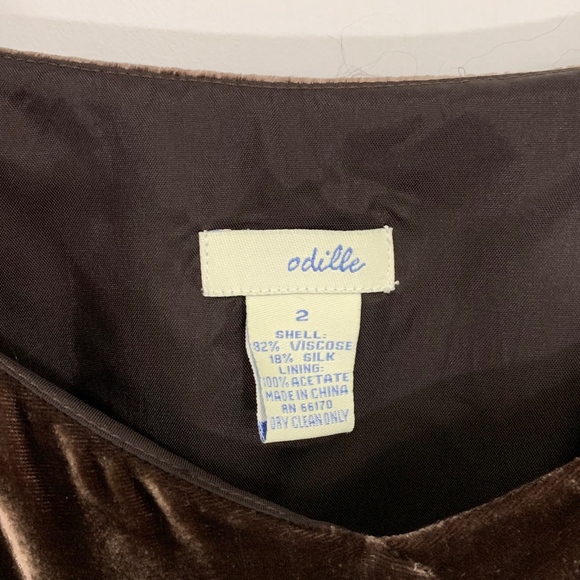 odille
2
SHELL:
82% VISCOSE
18% SILK
LINING:
100% ACETATE
MADE IN CHINA
RN 66170
DRY CLEAN ONLY